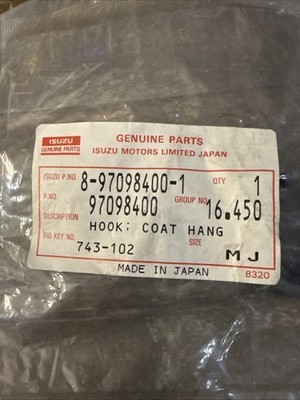 ISUZU GENUINE PARTS
GENUINE PARTS
ISUZU MOTORS LIMITED JAPAN
ISUZU P.NO. 8-97098400-1 QTY 1
P.NO. 97098400 GROUP NO. 16.450
DESCRIPTION HOOK; COAT HANG
FIG KEY NO. 743-102 SIZE MJ
MADE IN JAPAN 8320